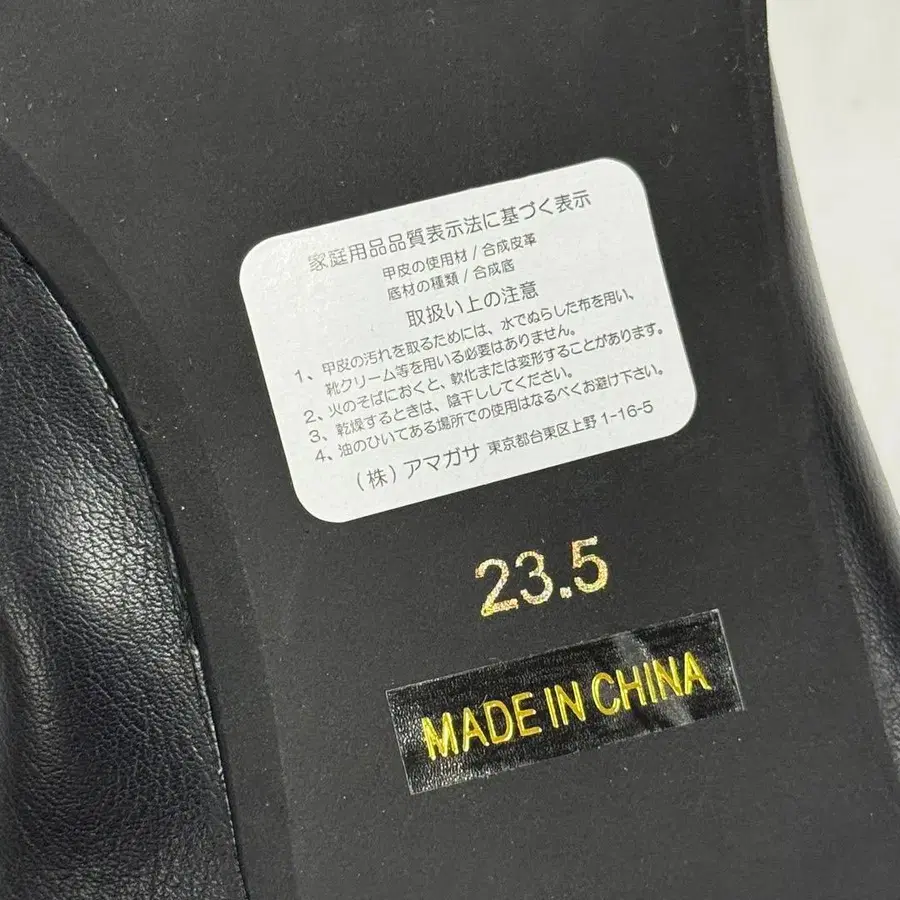 家庭用品品質表示法に基づく表示
甲皮の使用材 / 合成皮革
底材の種類 / 合成底
取扱い上の注意
1、甲皮の汚れを取るためには、水でぬらした布を用い、
靴クリーム等を用いる必要はありません。
2、火のそばにおくと、軟化または変形することがあります。
3、乾燥するときは、陰干ししてください。
4、油のひいてある場所での使用はなるべくお避け下さい。
(株) アマガサ 東京都台東区上野 1-16-5
23.5
MADE IN CHINA